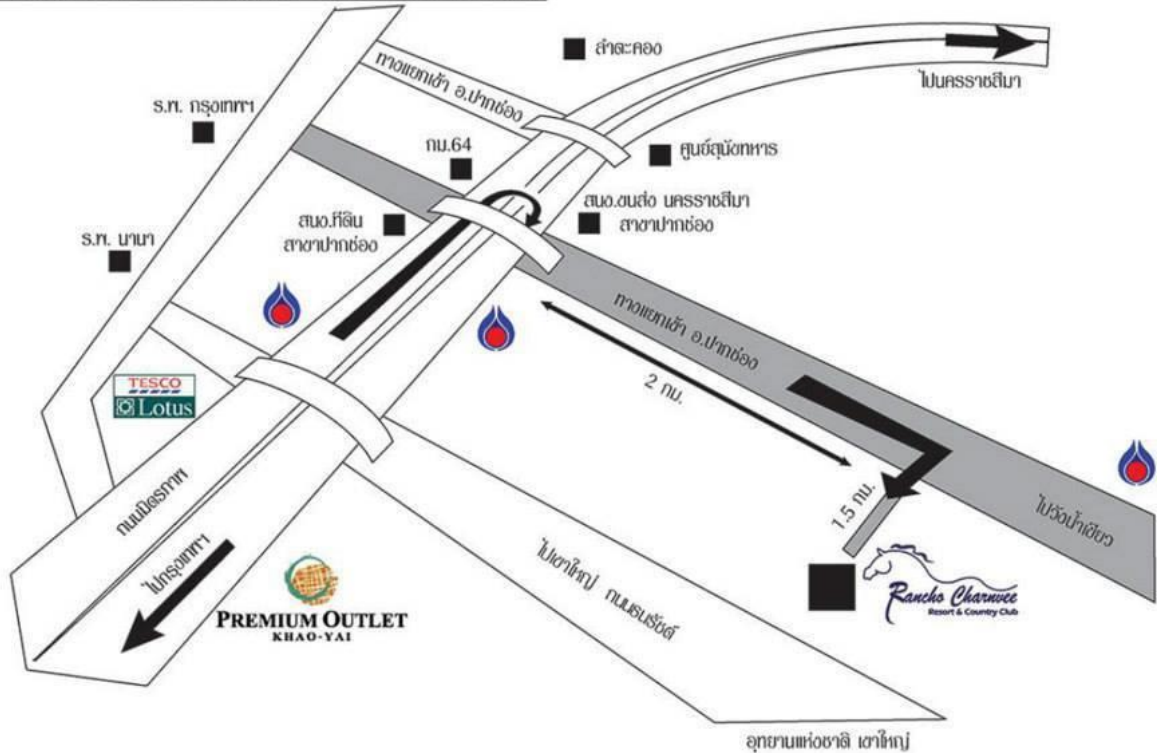 ลำตะคอง
ไปนครราชสีมา
ทางแยกเข้า อ.ปากช่อง
ร.พ. กรุงเทพฯ
กม.64
ศูนย์สุนัขทหาร
สนง.ที่ดิน
สาขาปากช่อง
สนง.ขนส่ง นครราชสีมา
สาขาปากช่อง
ร.พ. นานา
ทางแยกเข้า อ.ปากช่อง
2 กม.
TESCO
Lotus
ถนนมิตรภาพ
ไปกรุงเทพฯ
PREMIUM OUTLET
KHAO-YAI
ไปเขาใหญ่ ถนนธนรัชต์
1.5 กม.
ไปวังน้ำเขียว
Rancho Charnvee
Resort & Country Club
อุทยานแห่งชาติ เขาใหญ่